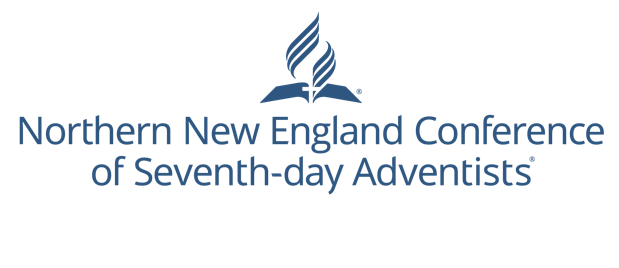 ®
Northern New England Conference
of Seventh-day Adventists®